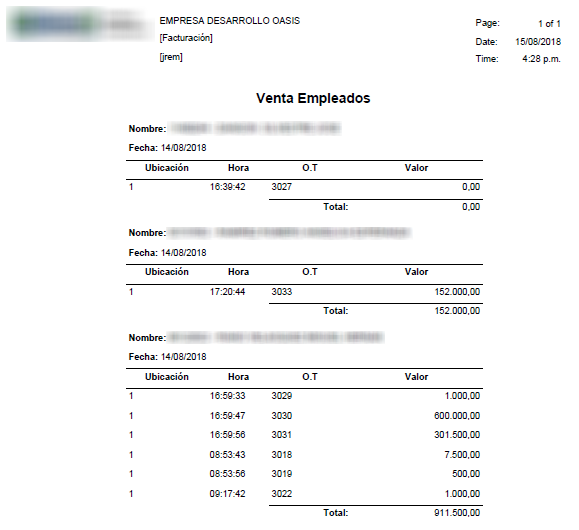 EMPRESA DESARROLLO OASIS
[Facturación]
[jrem]
Page: 1 of 1
Date: 15/08/2018
Time: 4:28 p.m.
Venta Empleados
Nombre:
Fecha: 14/08/2018
Ubicación Hora O.T Valor
1 16:39:42 3027 0,00
Total: 0,00
Nombre:
Fecha: 14/08/2018
Ubicación Hora O.T Valor
1 17:20:44 3033 152.000,00
Total: 152.000,00
Nombre:
Fecha: 14/08/2018
Ubicación Hora O.T Valor
1 16:59:33 3029 1.000,00
1 16:59:47 3030 600.000,00
1 16:59:56 3031 301.500,00
1 08:53:43 3018 7.500,00
1 08:53:56 3019 500,00
1 09:17:42 3022 1.000,00
Total: 911.500,00